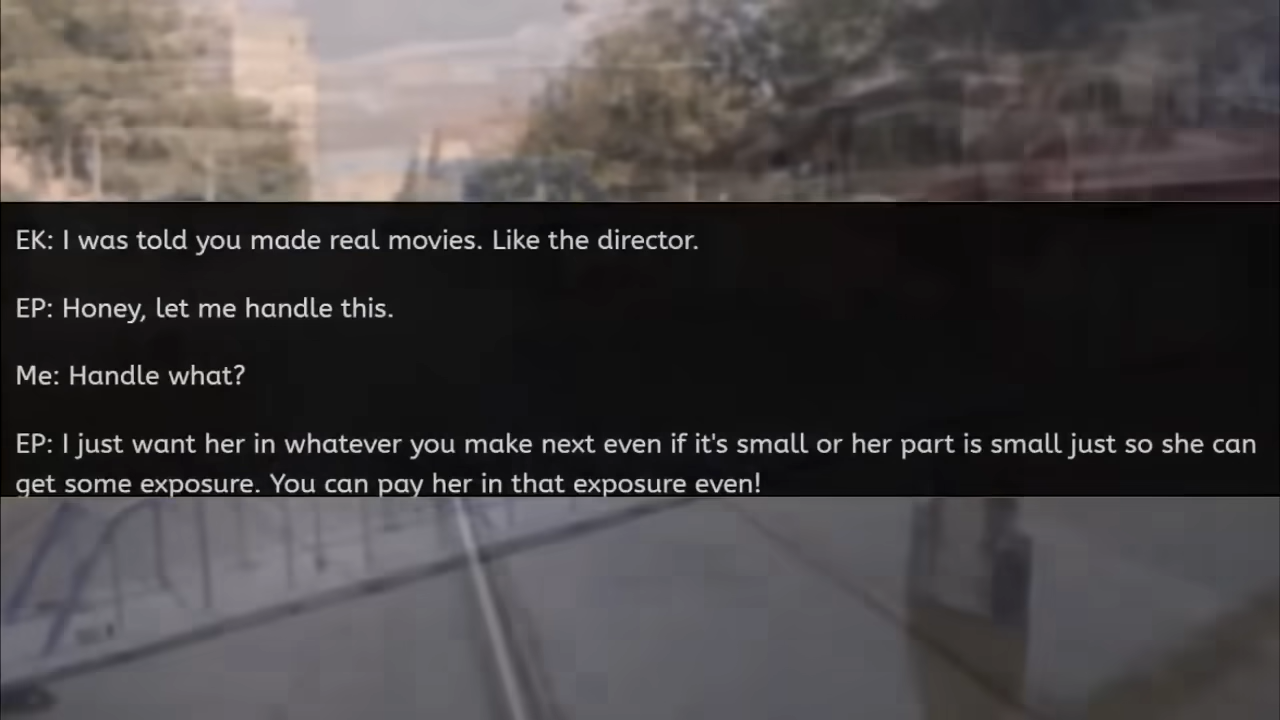 EK: I was told you made real movies. Like the director.
EP: Honey, let me handle this.
Me: Handle what?
EP: I just want her in whatever you make next even if it's small or her part is small just so she can
get some exposure. You can pay her in that exposure even!